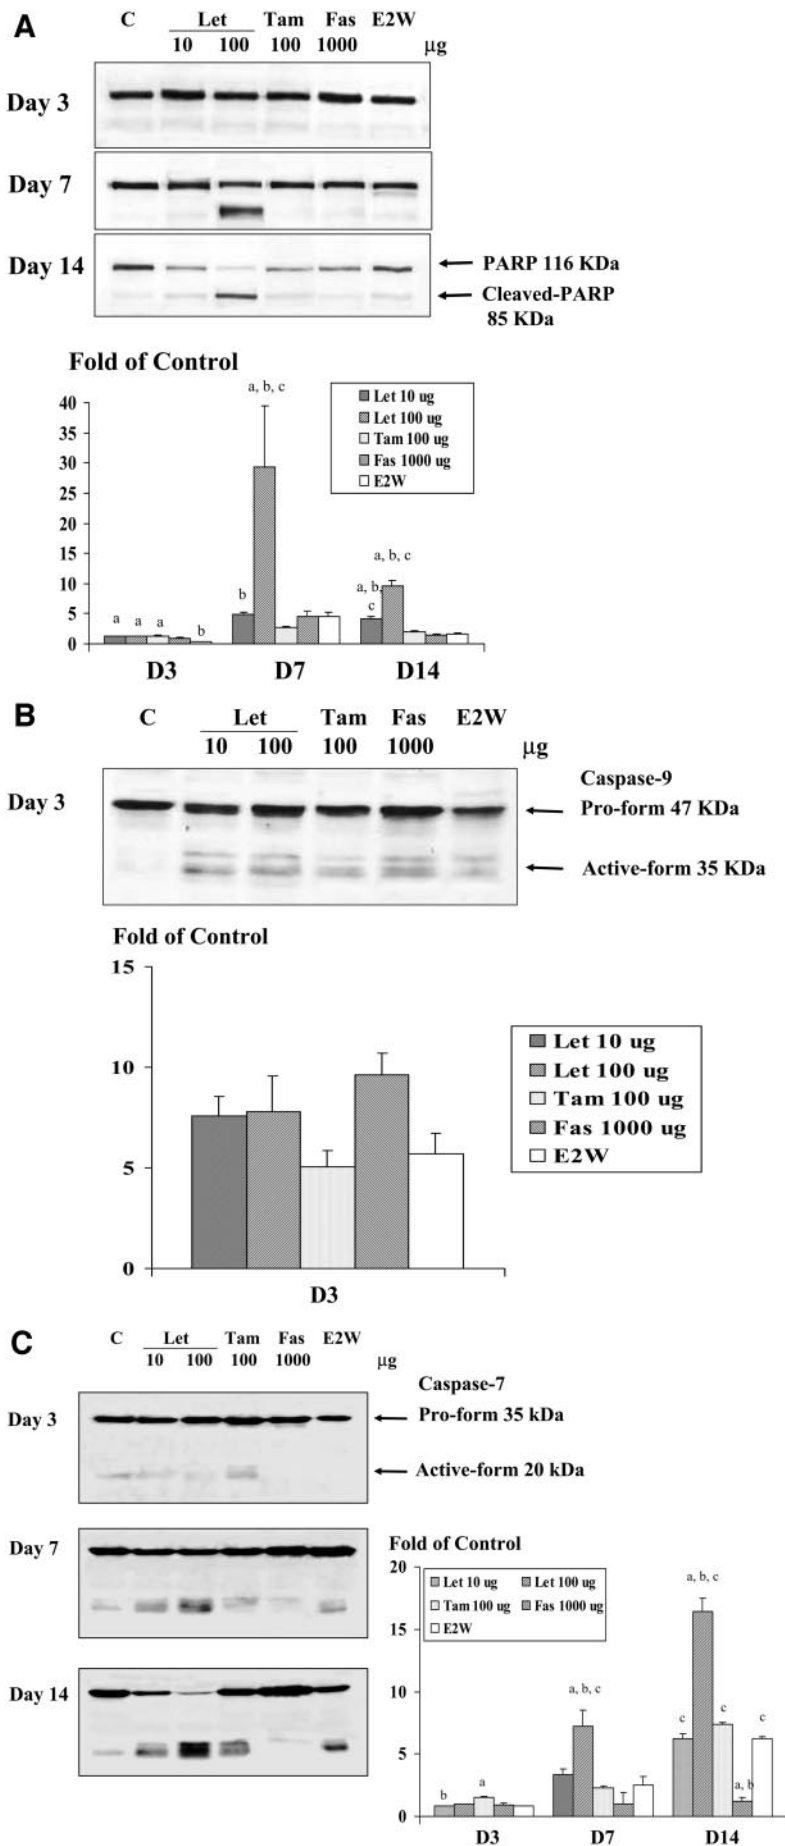 A
C Let Tam Fas E2W
10 100 100 1000 μg
Day 3
Day 7
Day 14
PARP 116 KDa
Cleaved-PARP
85 KDa
Fold of Control
a, b, c
40
35
30
25
20
15
10
5
0
Let 10 ug
Let 100 ug
Tam 100 ug
Fas 1000 ug
E2W
a a a b
b
a, b,
c
a, b, c
D3 D7 D14
B
C Let Tam Fas E2W
10 100 100 1000 μg
Day 3
Caspase-9
Pro-form 47 KDa
Active-form 35 KDa
Fold of Control
15
10
5
0
Let 10 ug
Let 100 ug
Tam 100 ug
Fas 1000 ug
E2W
D3
C
C Let Tam Fas E2W
10 100 100 1000 μg
Day 3
Caspase-7
Pro-form 35 kDa
Active-form 20 kDa
Day 7
Day 14
Fold of Control
20
15
10
5
0
Let 10 ug Let 100 ug
Tam 100 ug Fas 1000 ug
E2W
b a
a, b, c
a, b, c
c c a, b c
D3 D7 D14